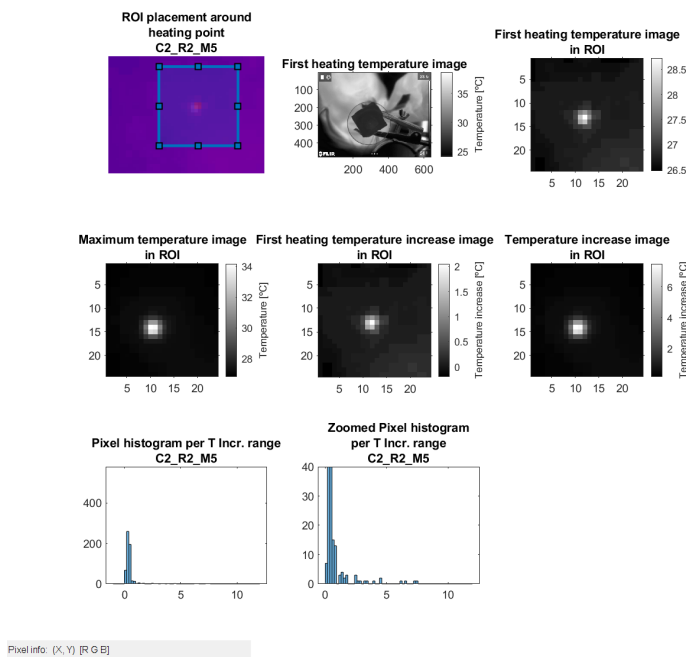 ROI placement around
heating point
C2_R2_M5
First heating temperature image
100
200
300
400
200 400 600
35
30
25
Temperature [ºC]
FLIR
First heating temperature image
in ROI
5
10
15
20
5 10 15 20
28.5
28
27.5
27
26.5
Maximum temperature image
in ROI
5
10
15
20
5 10 15 20
34
32
30
28
Temperature [ºC]
First heating temperature increase image
in ROI
5
10
15
20
5 10 15 20
2
1.5
1
0.5
0
Temperature increase [ºC]
Temperature increase image
in ROI
5
10
15
20
5 10 15 20
6
4
2
Temperature increase [ºC]
Pixel histogram per T Incr. range
C2_R2_M5
400
200
0
0 5 10
Zoomed Pixel histogram
per T Incr. range
C2_R2_M5
40
30
20
10
0
0 5 10
Pixel info: (X, Y) [R G B]